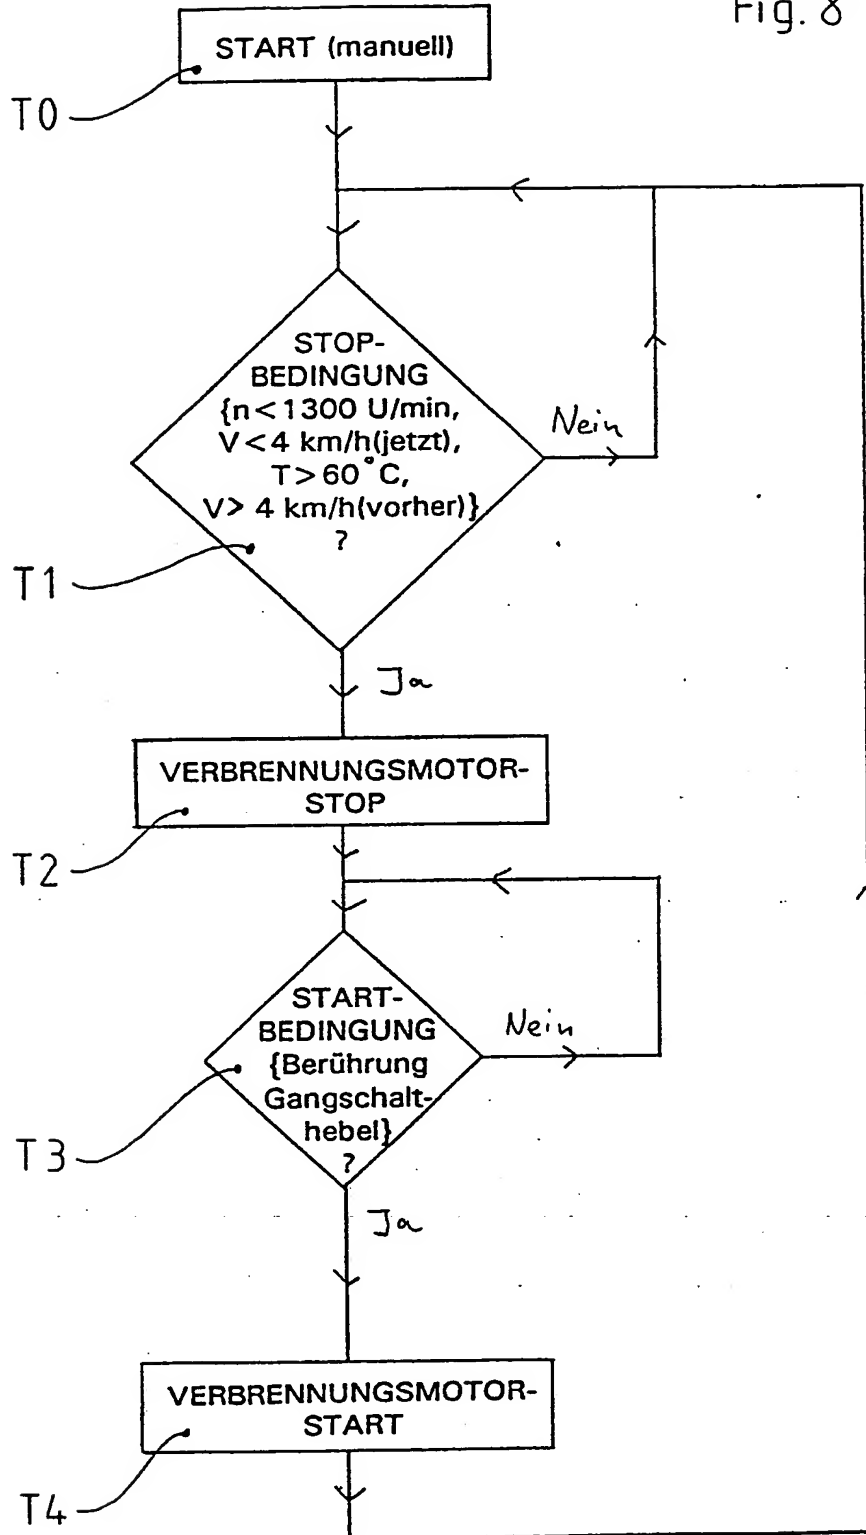 Fig. 8
START (manuell)
T0
STOP-
BEDINGUNG
{n<1300 U/min,
V<4 km/h(jetzt),
T>60°C,
V> 4 km/h(vorher)}
?
Nein
T1
Ja
VERBRENNUNGSMOTOR-
STOP
T2
START-
BEDINGUNG
{Berührung
Gangschalt-
hebel}
?
Nein
T3
Ja
VERBRENNUNGSMOTOR-
START
T4